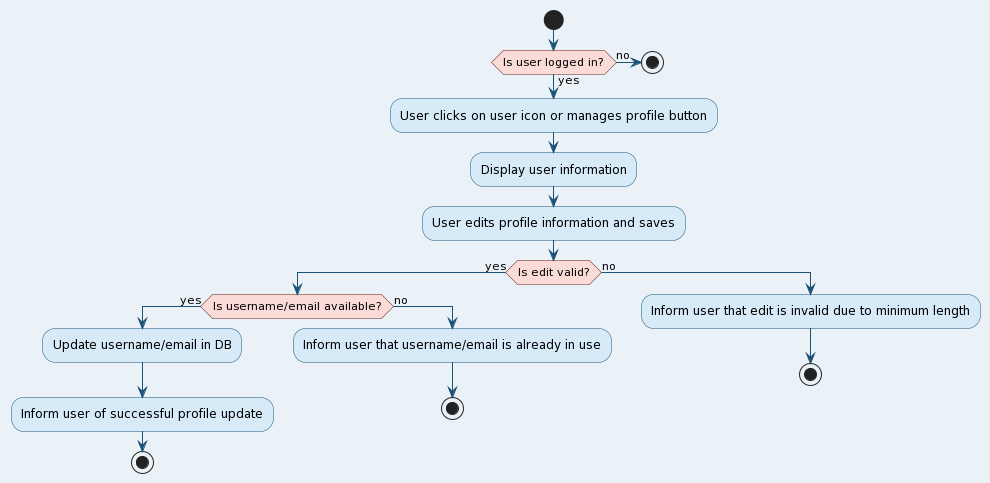 Is user logged in?
no
yes
User clicks on user icon or manages profile button
Display user information
User edits profile information and saves
yes
Is edit valid?
no
yes
Is username/email available?
no
Inform user that edit is invalid due to minimum length
Update username/email in DB
Inform user that username/email is already in use
Inform user of successful profile update